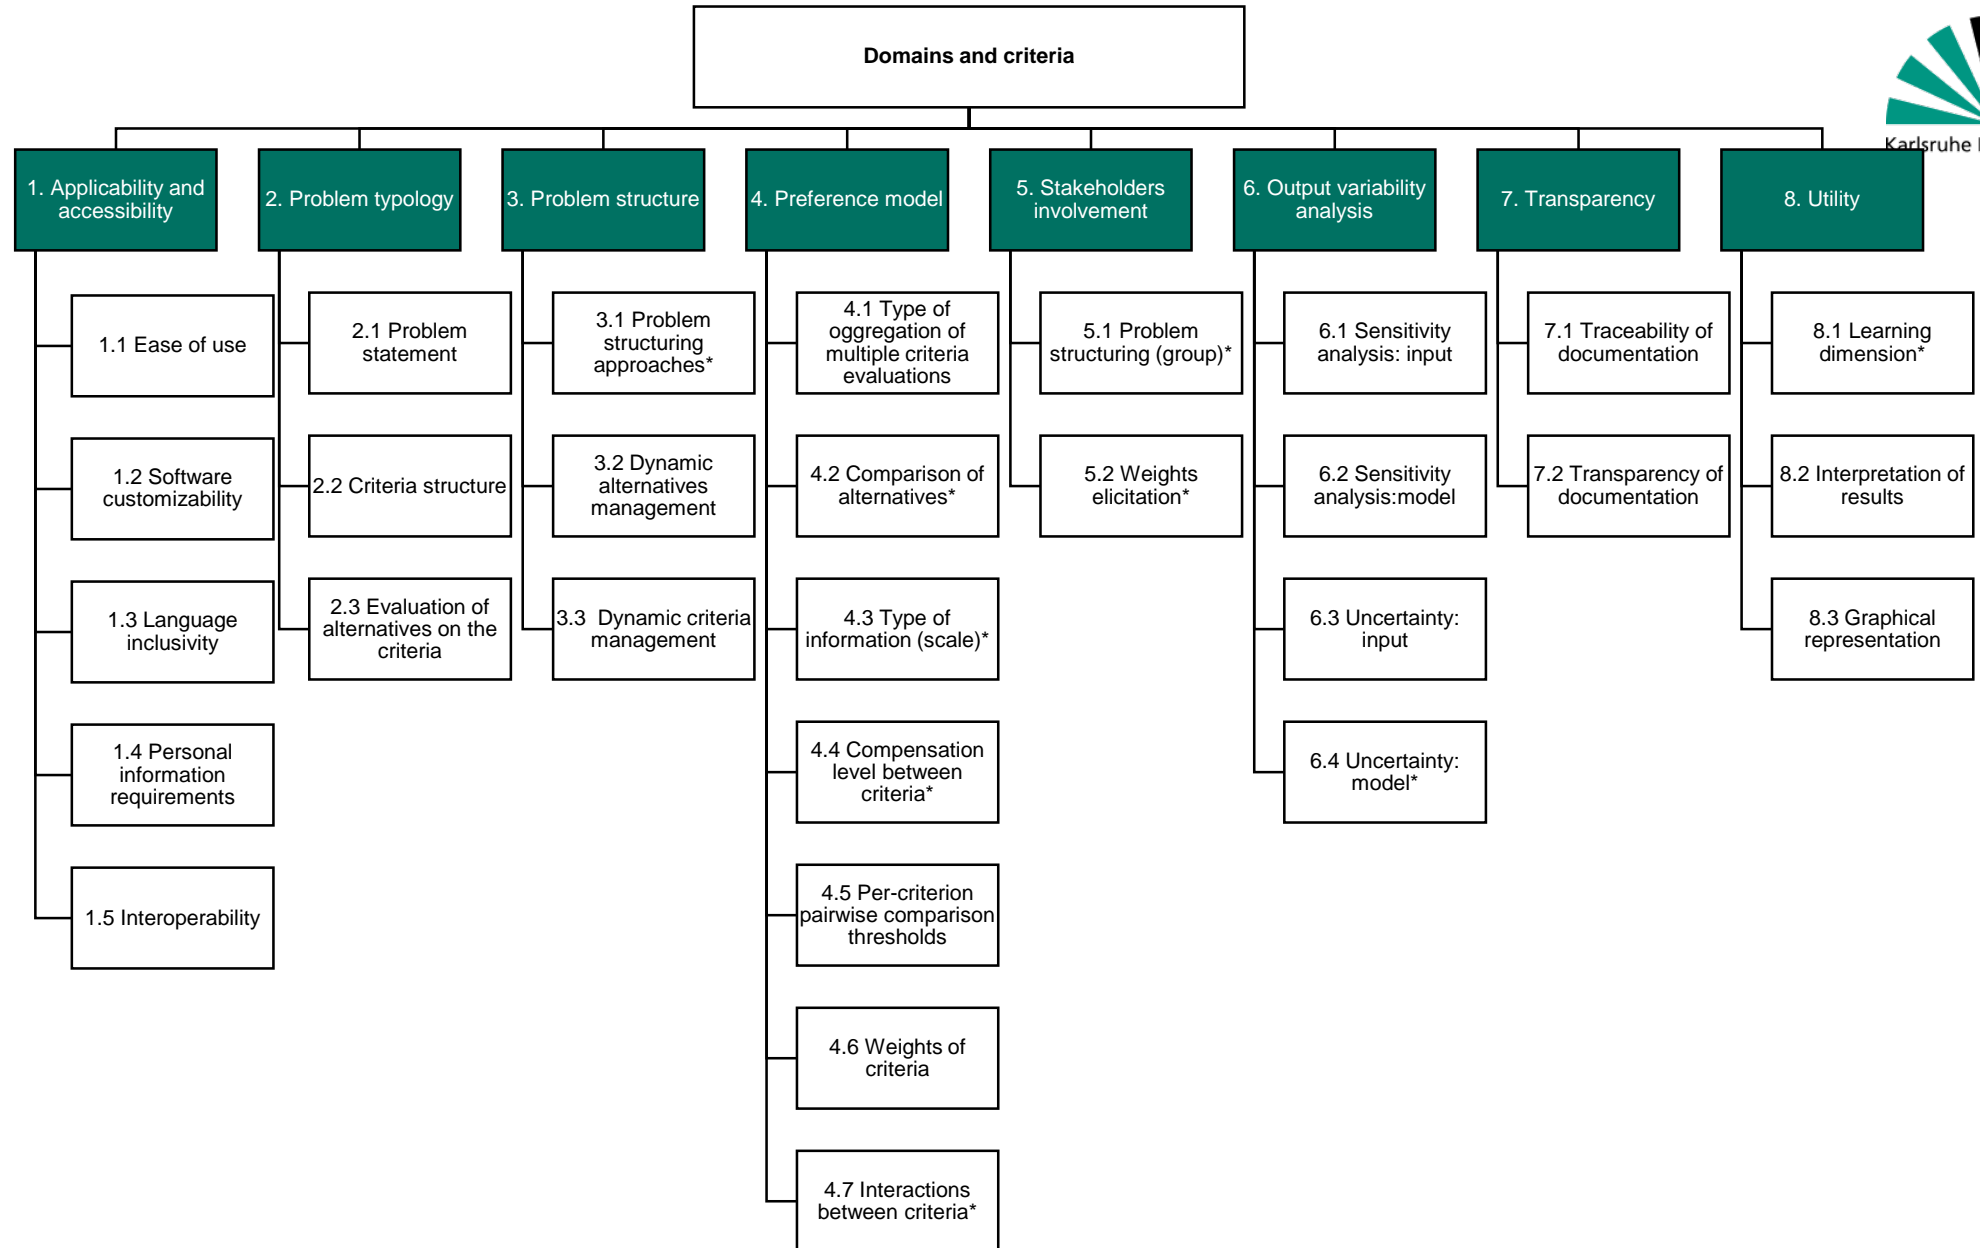 Domains and criteria
Karlsruhe
1. Applicability and
accessibility
2. Problem typology
3. Problem structure
4. Preference model
5. Stakeholders
involvement
6. Output variability
analysis
7. Transparency
8. Utility
1.1 Ease of use
1.2 Software
customizability
1.3 Language
inclusivity
1.4 Personal
information
requirements
1.5 Interoperability
2.1 Problem
statement
2.2 Criteria structure
2.3 Evaluation of
alternatives on the
criteria
3.1 Problem
structuring
approaches*
3.2 Dynamic
alternatives
management
3.3  Dynamic criteria
management
4.1 Type of
oggregation of
multiple criteria
evaluations
4.2 Comparison of
alternatives*
4.3 Type of
information (scale)*
4.4 Compensation
level between
criteria*
4.5 Per-criterion
pairwise comparison
thresholds
4.6 Weights of
criteria
4.7 Interactions
between criteria*
5.1 Problem
structuring (group)*
5.2 Weights
elicitation*
6.1 Sensitivity
analysis: input
6.2 Sensitivity
analysis:model
6.3 Uncertainty:
input
6.4 Uncertainty:
model*
7.1 Traceability of
documentation
7.2 Transparency of
documentation
8.1 Learning
dimension*
8.2 Interpretation of
results
8.3 Graphical
representation